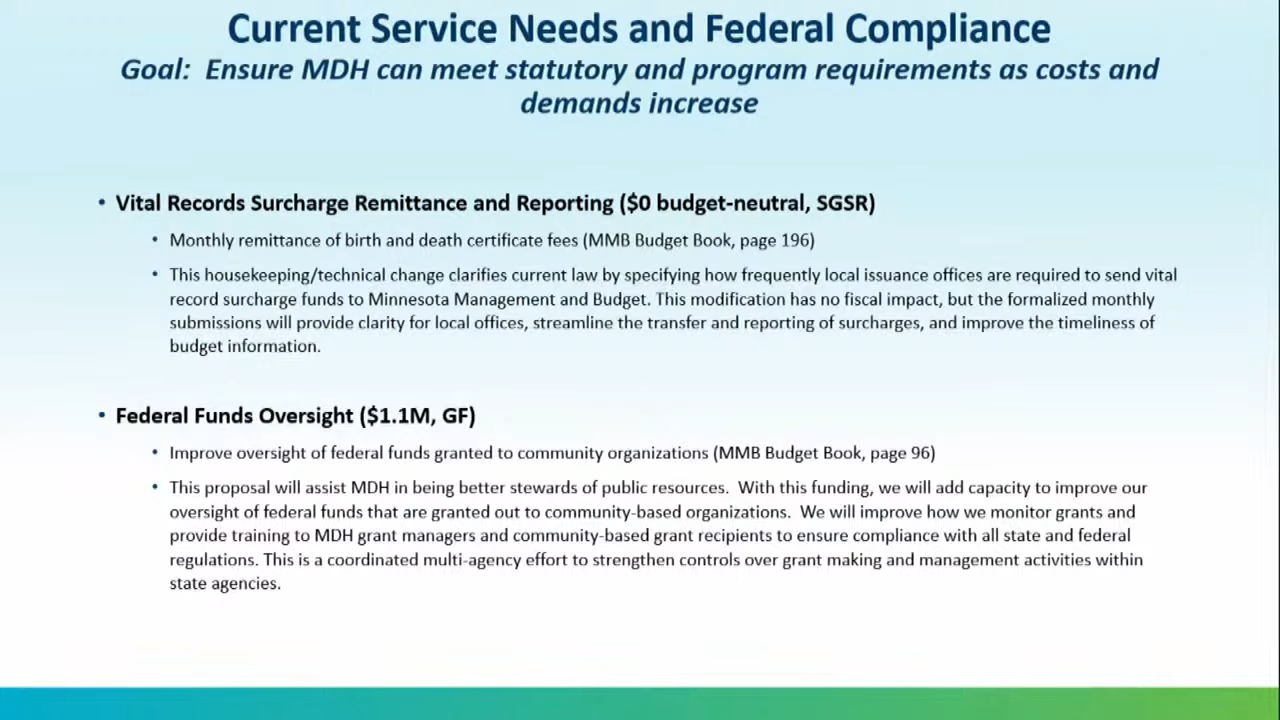 Current Service Needs and Federal Compliance
Goal:  Ensure MDH can meet statutory and program requirements as costs and
demands increase
• Vital Records Surcharge Remittance and Reporting ($0 budget-neutral, SGSR)
• Monthly remittance of birth and death certificate fees (MMB Budget Book, page 196)
• This housekeeping/technical change clarifies current law by specifying how frequently local issuance offices are required to send vital
record surcharge funds to Minnesota Management and Budget. This modification has no fiscal impact, but the formalized monthly
submissions will provide clarity for local offices, streamline the transfer and reporting of surcharges, and improve the timeliness of
budget information.
• Federal Funds Oversight ($1.1M, GF)
• Improve oversight of federal funds granted to community organizations (MMB Budget Book, page 96)
• This proposal will assist MDH in being better stewards of public resources.  With this funding, we will add capacity to improve our
oversight of federal funds that are granted out to community-based organizations.  We will improve how we monitor grants and
provide training to MDH grant managers and community-based grant recipients to ensure compliance with all state and federal
regulations. This is a coordinated multi-agency effort to strengthen controls over grant making and management activities within
state agencies.